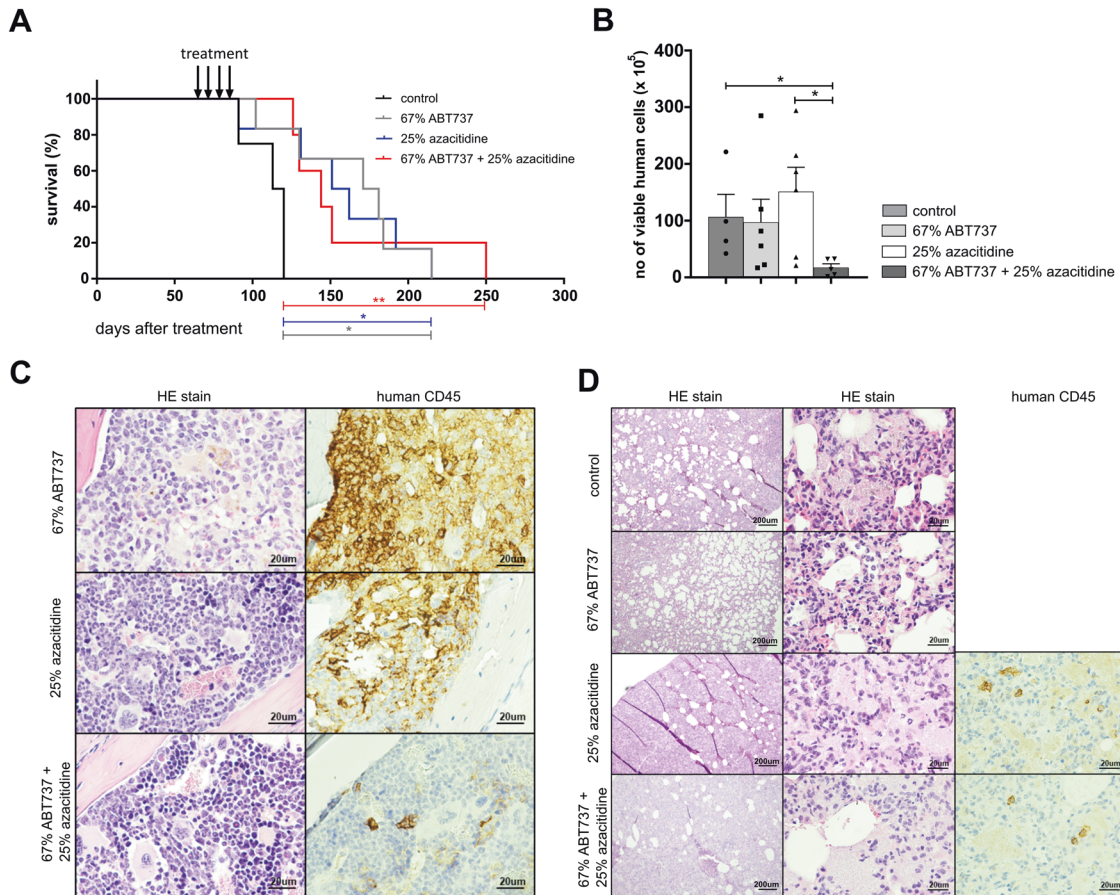 A
treatment
100
80
60
40
20
0
survival (%)
0 50 100 150 200 250 300
days after treatment
control
67% ABT737
25% azacitidine
67% ABT737 + 25% azacitidine
**
*
*
B
no of viable human cells (x 10⁵)
400
300
200
100
0
*
*
control
67% ABT737
25% azacitidine
67% ABT737 + 25% azacitidine
C
HE stain human CD45
67% ABT737
20um 20um
25% azacitidine
20um 20um
67% ABT737 +
25% azacitidine
20um 20um
D
HE stain HE stain human CD45
control
200um 20um
67% ABT737
200um 20um
25% azacitidine
200um 20um 20um
67% ABT737 +
25% azacitidine
200um 20um 20um